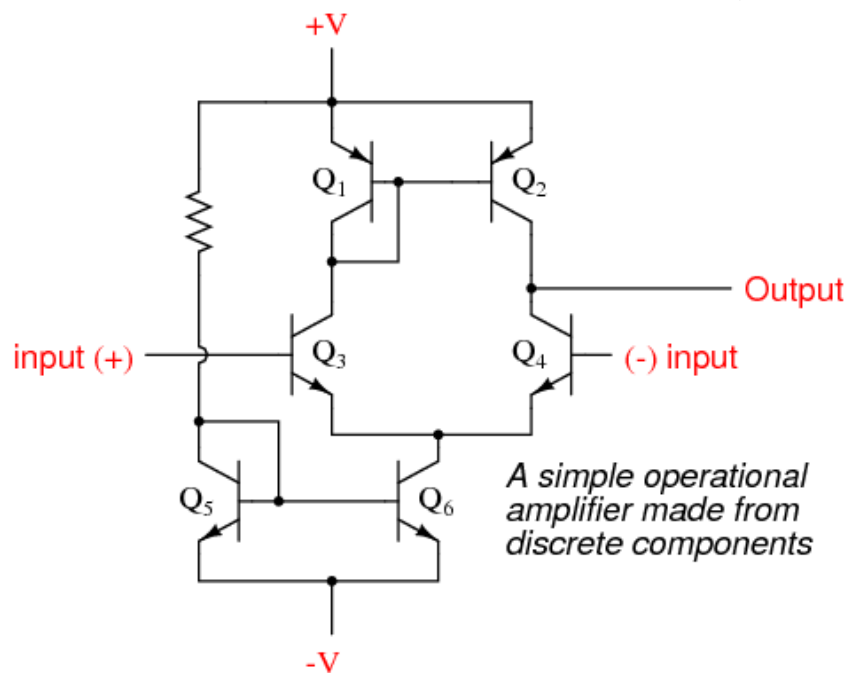 +V
Q1 Q2
Output
input (+) Q3 Q4 (-) input
Q5 Q6
A simple operational
amplifier made from
discrete components
-V